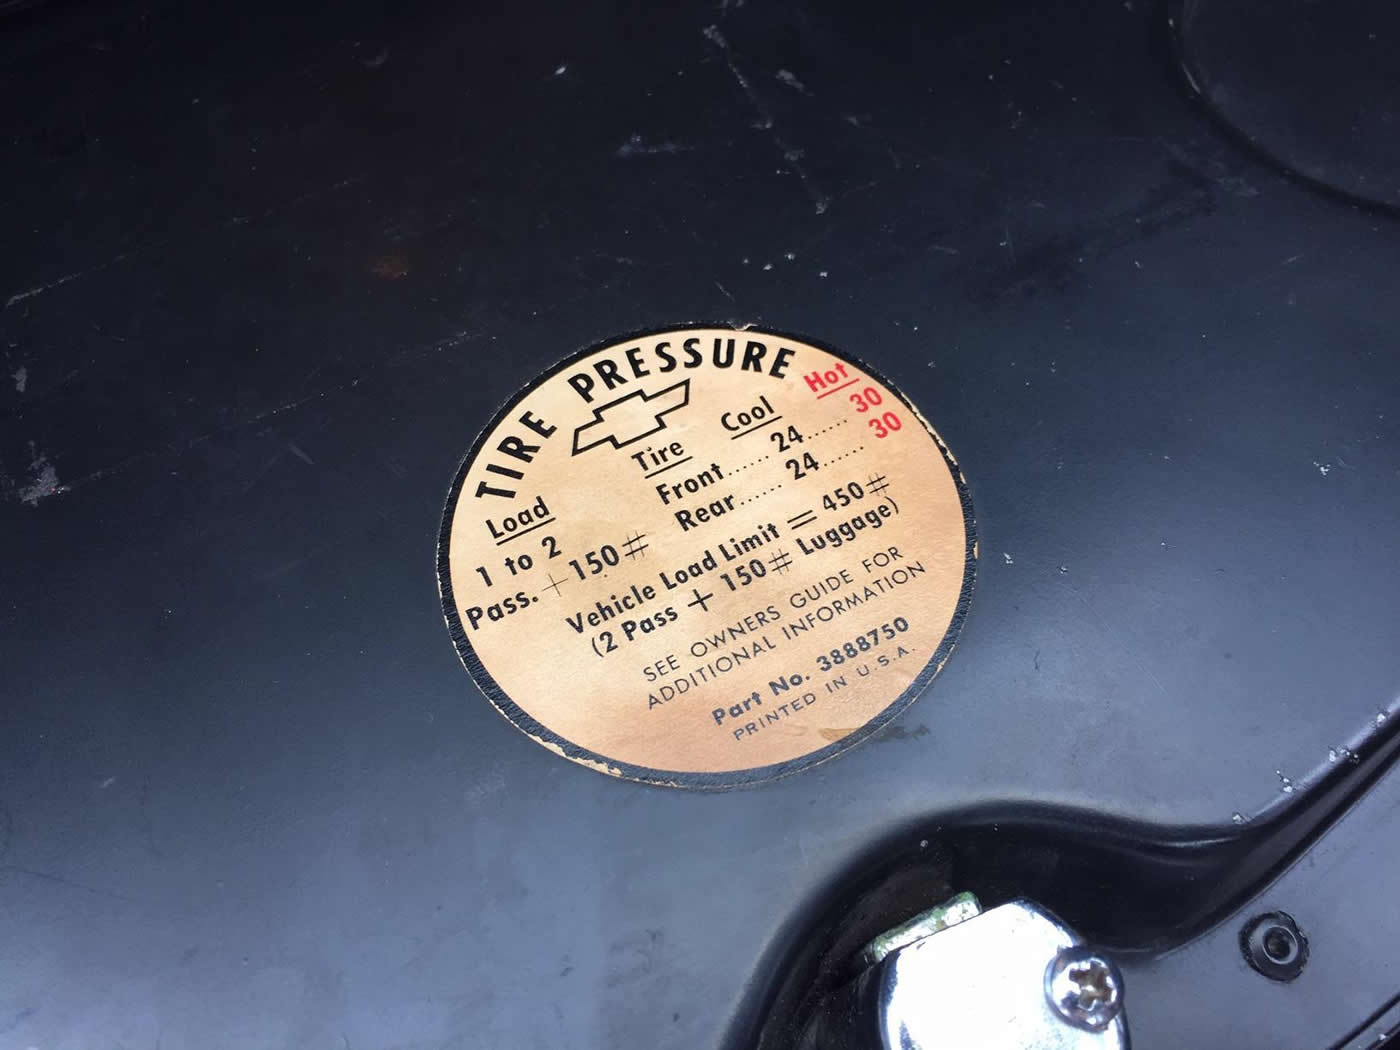 TIRE PRESSURE
Load Tire Cool Hot
1 to 2 Front...... 24...... 30
Pass. + 150# Rear...... 24...... 30
Vehicle Load Limit = 450#
(2 Pass + 150# Luggage)
SEE OWNERS GUIDE FOR
ADDITIONAL INFORMATION
Part No. 3888750
PRINTED IN U.S.A.